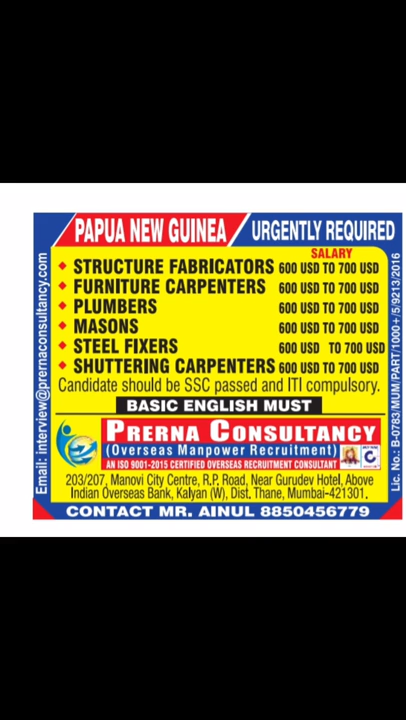 PAPUA NEW GUINEA URGENTLY REQUIRED
SALARY
STRUCTURE FABRICATORS 600 USD TO 700 USD
FURNITURE CARPENTERS 600 USD TO 700 USD
PLUMBERS 600 USD TO 700 USD
MASONS 600 USD TO 700 USD
STEEL FIXERS 600 USD TO 700 USD
SHUTTERING CARPENTERS 600 USD TO 700 USD
Candidate should be SSC passed and ITI compulsory.
BASIC ENGLISH MUST
PRERNA CONSULTANCY
(Overseas Manpower Recruitment)
AN ISO 9001-2015 CERTIFIED OVERSEAS RECRUITMENT CONSULTANT
203/207, Manovi City Centre, R.P. Road, Near Gurudev Hotel, Above
Indian Overseas Bank, Kalyan (W), Dist. Thane, Mumbai-421301.
CONTACT MR. AINUL 8850456779
Email: interview@prernaconsultancy.com
Lic. No.: B-0783/MUM/PART/1000+/5/9213/2016